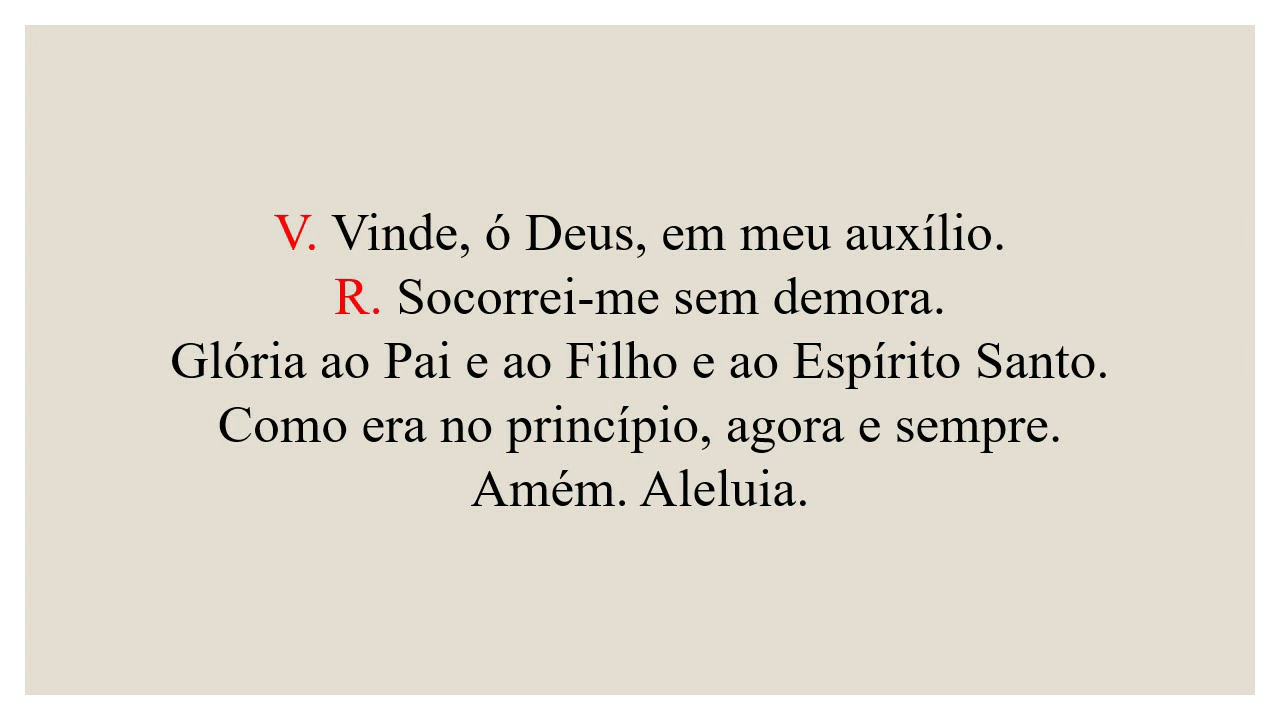 V. Vinde, ó Deus, em meu auxílio.
R. Socorrei-me sem demora.
Glória ao Pai e ao Filho e ao Espírito Santo.
Como era no princípio, agora e sempre.
Amém. Aleluia.